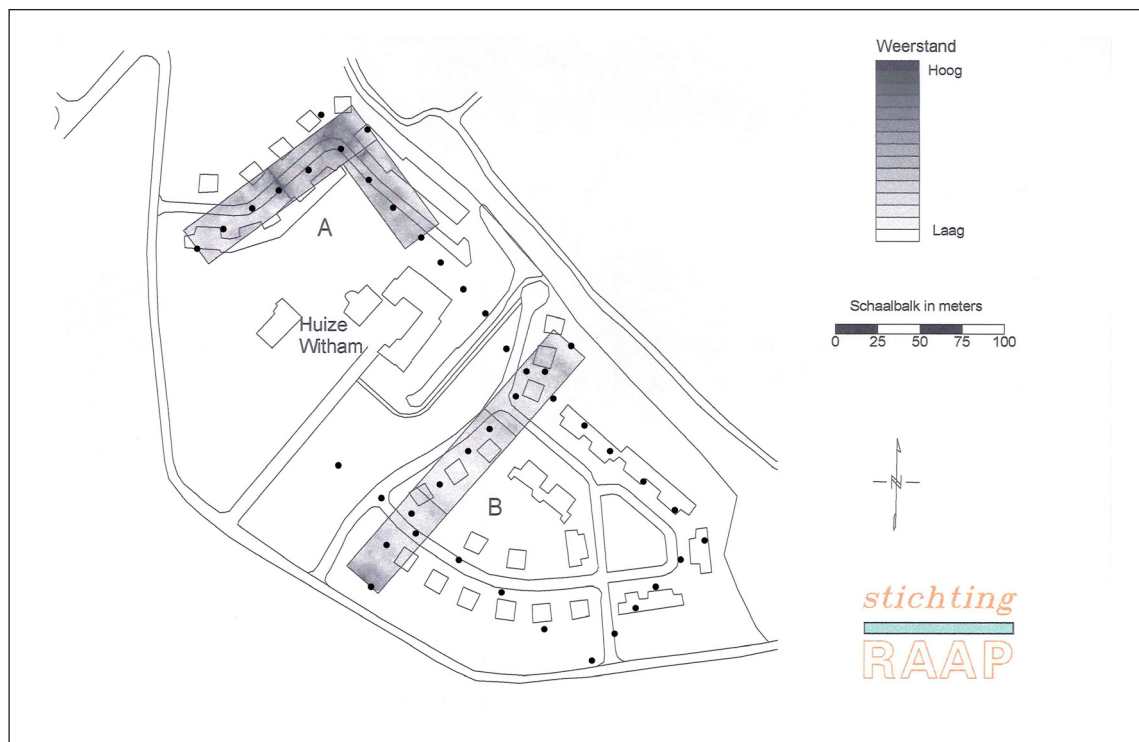 Weerstand
Hoog
Laag
Schaalbalk in meters
0 25 50 75 100
A
Huize
Witham
B
N
stichting
RAAP